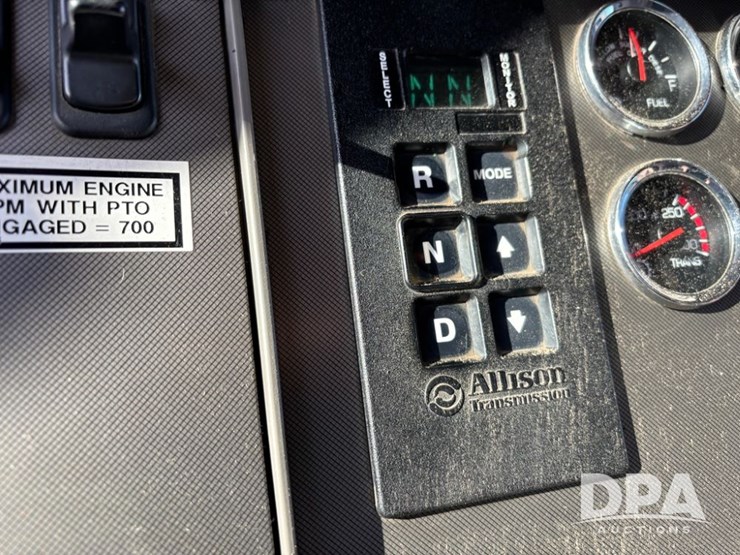 XIMUM ENGINE
PM WITH PTO
GAGED = 700
SELECT
N N
MONITOR
R
MODE
N
D
Allison
Transmission
F
FUEL
250
TRANS
DPA
AUCTIONS